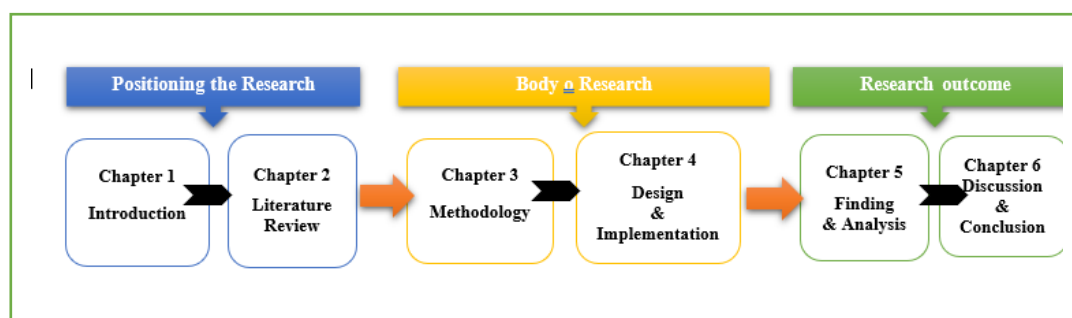 Positioning the Research
Body o Research
Research outcome
Chapter 1
Introduction
Chapter 2
Literature
Review
Chapter 3
Methodology
Chapter 4
Design
&
Implementation
Chapter 5
Finding
& Analysis
Chapter 6
Discussion
&
Conclusion